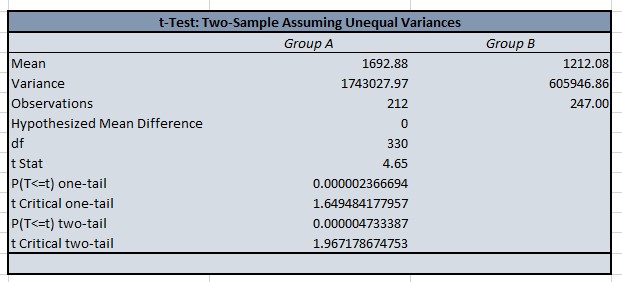 t-Test: Two-Sample Assuming Unequal Variances
Group A Group B
Mean 1692.88 1212.08
Variance 1743027.97 605946.86
Observations 212 247.00
Hypothesized Mean Difference 0
df 330
t Stat 4.65
P(T<=t) one-tail 0.000002366694
t Critical one-tail 1.649484177957
P(T<=t) two-tail 0.000004733387
t Critical two-tail 1.967178674753